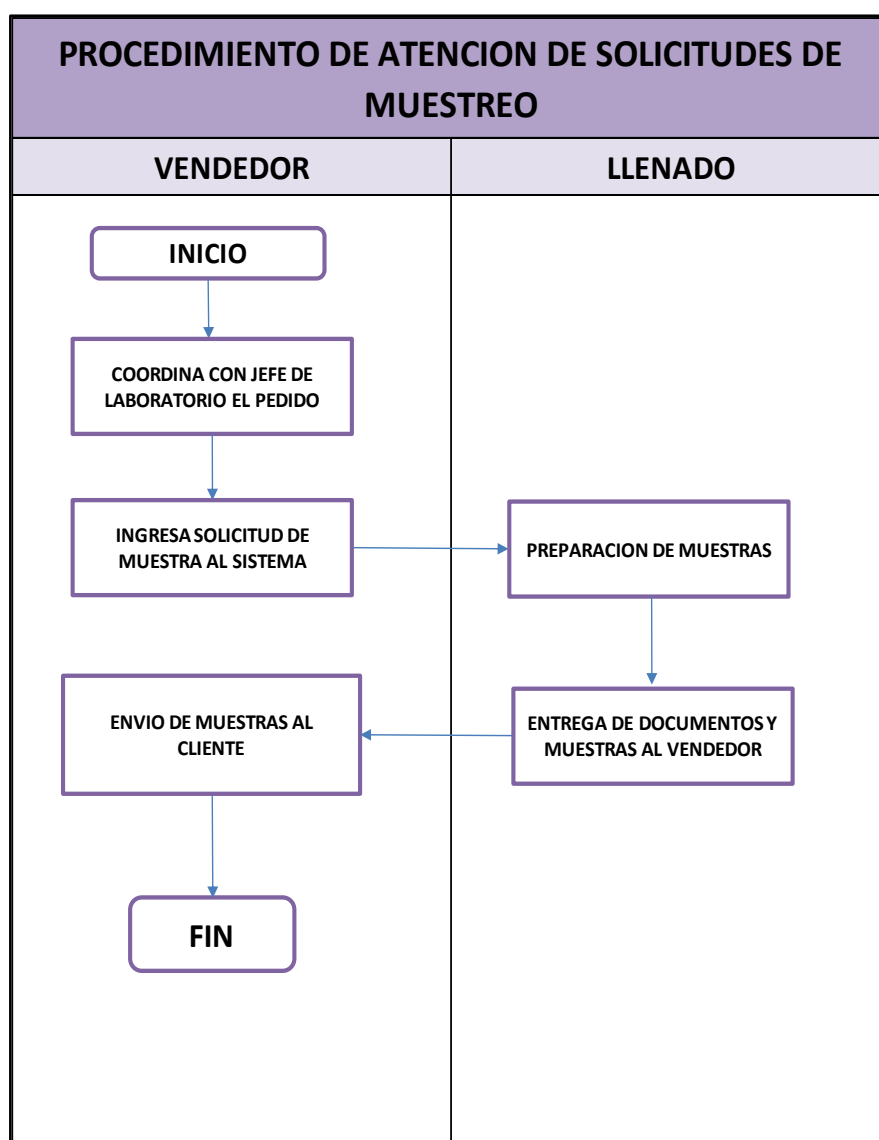 PROCEDIMIENTO DE ATENCION DE SOLICITUDES DE
MUESTREO
VENDEDOR
LLENADO
INICIO
COORDINA CON JEFE DE
LABORATORIO EL PEDIDO
INGRESA SOLICITUD DE
MUESTRA AL SISTEMA
PREPARACION DE MUESTRAS
ENTREGA DE DOCUMENTOS Y
MUESTRAS AL VENDEDOR
ENVIO DE MUESTRAS AL
CLIENTE
FIN